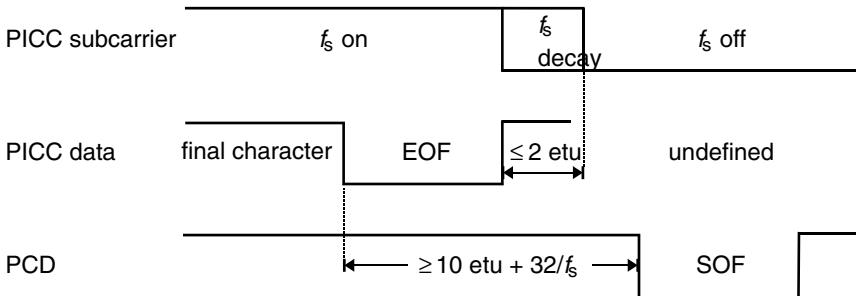 PICC subcarrier
fs on
fs
decay
fs off
PICC data
final character
EOF
≤ 2 etu
undefined
PCD
≥ 10 etu + 32/fs
SOF